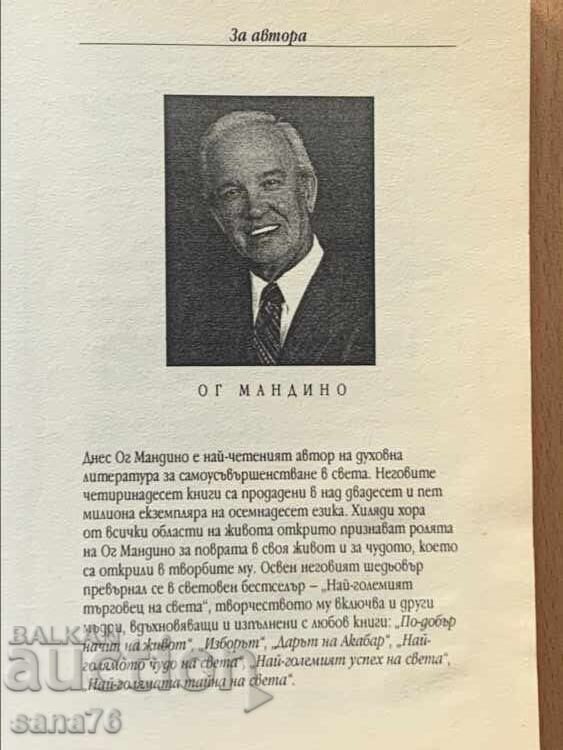 За автора
ОГ МАНДИНО
Днес Ог Мандино е най-четеният автор на духовна
литература за самоусъвършенстване в света. Неговите
четиринадесет книги са продадени в над двадесет и пет
милиона екземпляра на осемнадесет езика. Хиляди хора
от всички области на живота открито признават ролята
на Ог Мандино за поврата в своя живот и за чудото, което
са открили в творбите му. Освен неговият шедьовър
превърнал се в световен бестселър – „Най-големият
търговец на света“, творчеството му включва и други
мъдри, вдъхновяващи и изпълнени с любов книги: „По-добър
начин на живот“, „Изборът“, „Дарът на Акабар“, „Най-
голямото чудо на света“, „Най-големият успех на света“,
„Най-голямата тайна на света“.
BALKAN
auction
sana76